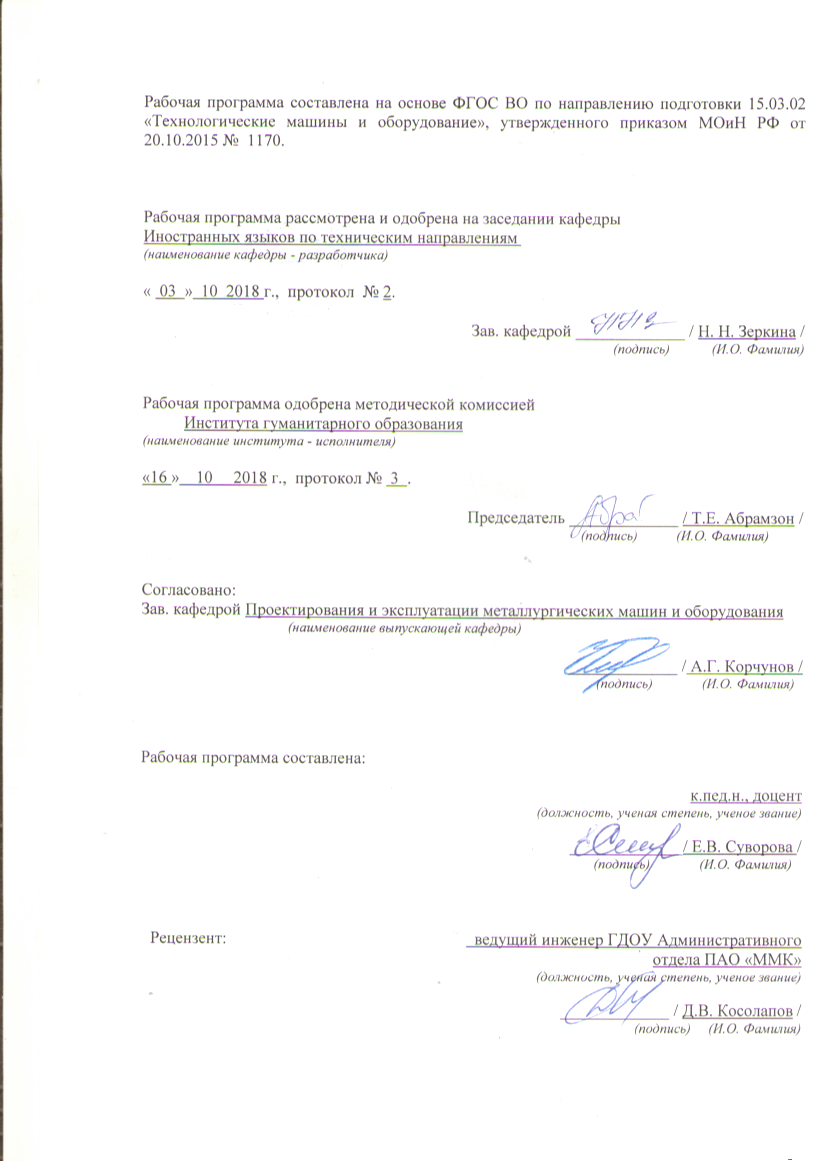 Рабочая программа составлена на основе ФГОС ВО по направлению подготовки 15.03.02
«Технологические машины и оборудование», утвержденного приказом МОиН РФ от
20.10.2015 № 1170.
Рабочая программа рассмотрена и одобрена на заседании кафедры
Иностранных языков по техническим направлениям
(наименование кафедры - разработчика)
« 03 » 10 2018 г., протокол № 2.
Зав. кафедрой _____________ / Н. Н. Зеркина /
(подпись) (И.О. Фамилия)
Рабочая программа одобрена методической комиссией
Института гуманитарного образования
(наименование института - исполнителя)
«16 » 10 2018 г., протокол № 3 .
Председатель _____________ / Т.Е. Абрамзон /
(подпись) (И.О. Фамилия)
Согласовано:
Зав. кафедрой Проектирования и эксплуатации металлургических машин и оборудования
(наименование выпускающей кафедры)
_____________ / А.Г. Корчунов /
(подпись) (И.О. Фамилия)
Рабочая программа составлена:
к.пед.н., доцент
(должность, ученая степень, ученое звание)
_____________ / Е.В. Суворова /
(подпись) (И.О. Фамилия)
Рецензент: ведущий инженер ГДОУ Административного
отдела ПАО «ММК»
(должность, ученая степень, ученое звание)
_____________ / Д.В. Косолапов /
(подпись) (И.О. Фамилия)